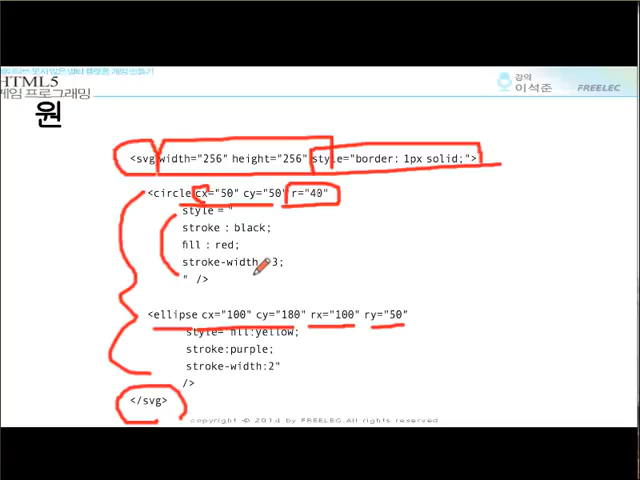 HTML5
게임 프로그래밍
강의
이석준
FREELEC
원
<svg width="256" height="256" style="border: 1px solid;">
<circle cx="50" cy="50" r="40"
style = "
stroke : black;
fill : red;
stroke-width : 3;
" />
<ellipse cx="100" cy="180" rx="100" ry="50"
style=" fill:yellow;
stroke:purple;
stroke-width:2"
/>
</svg>
copyright © 2014 by FREELEC.All rights reserved